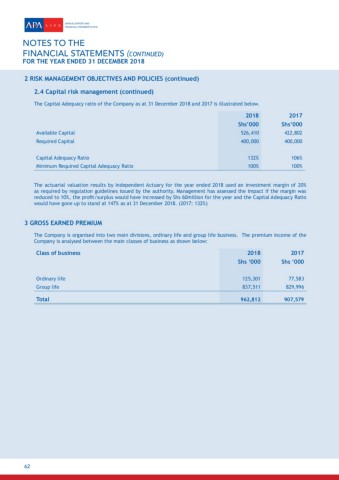 APA LIFE
ANNUAL REPORT AND
FINANCIAL STATEMENTS 2018
NOTES TO THE
FINANCIAL STATEMENTS (CONTINUED)
FOR THE YEAR ENDED 31 DECEMBER 2018
2 RISK MANAGEMENT OBJECTIVES AND POLICIES (continued)
2.4 Capital risk management (continued)
The Capital Adequacy ratio of the Company as at 31 December 2018 and 2017 is illustrated below.
2018 2017
Shs'000 Shs'000
Available Capital 526,410 422,802
Required Capital 400,000 400,000
Capital Adequacy Ratio 132% 106%
Minimum Required Capital Adequacy Ratio 100% 100%
The actuarial valuation results by Independent Actuary for the year ended 2018 used an investment margin of 20%
as required by regulation guidelines issued by the authority. Management has assessed the impact if the margin was
reduced to 10%, the profit/surplus would have increased by Shs 60million for the year and the Capital Adequacy Ratio
would have gone up to stand at 147% as at 31 December 2018. (2017: 132%)
3 GROSS EARNED PREMIUM
The Company is organised into two main divisions, ordinary life and group life business. The premium income of the
Company is analysed between the main classes of business as shown below:
Class of business 2018 2017
Shs '000 Shs '000
Ordinary life 125,301 77,583
Group life 837,511 829,996
Total 962,812 907,579
62